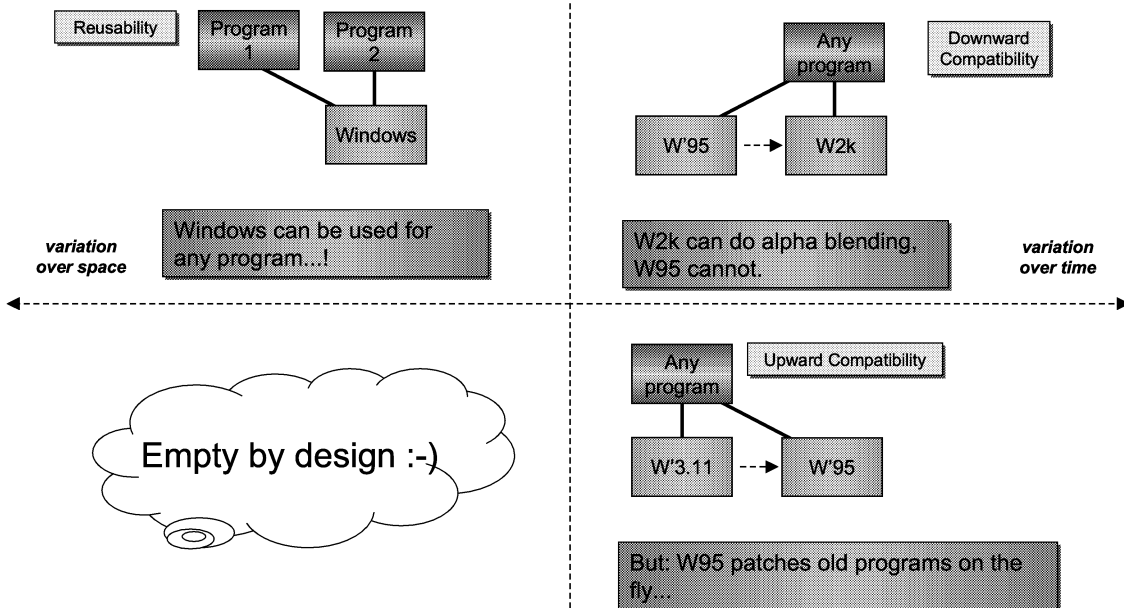 Reusability
Program
1
Program
2
Windows
Windows can be used for
any program...!
variation
over space
Any
program
Downward
Compatibility
W'95
W2k
W2k can do alpha blending,
W95 cannot.
variation
over time
Empty by design :-)
Any
program
Upward Compatibility
W'3.11
W'95
But: W95 patches old programs on the
fly...